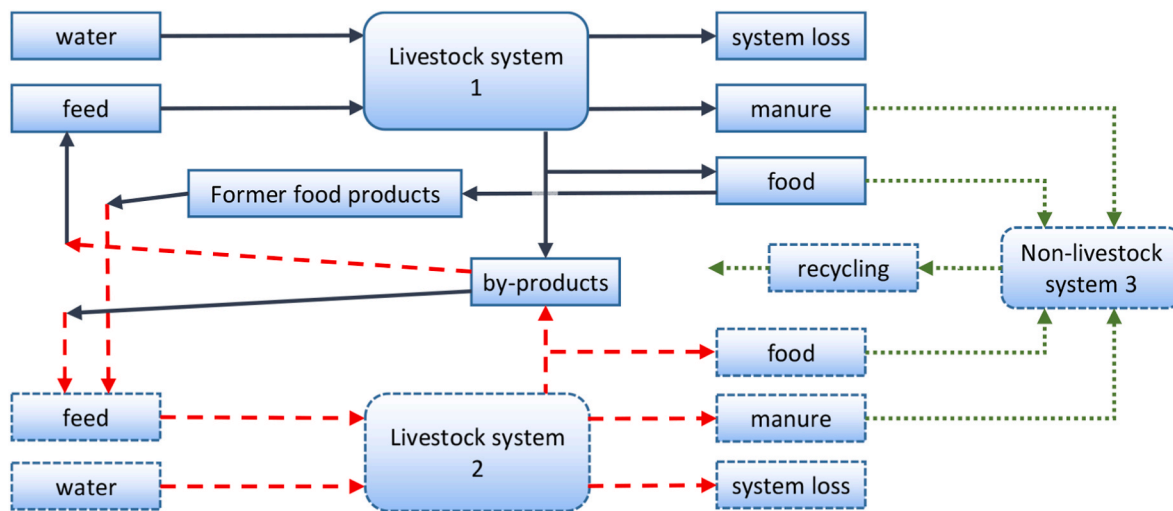 water
Livestock system
1
system loss
feed
manure
Former food products
food
by-products
recycling
Non-livestock
system 3
food
feed
Livestock system
2
manure
water
system loss